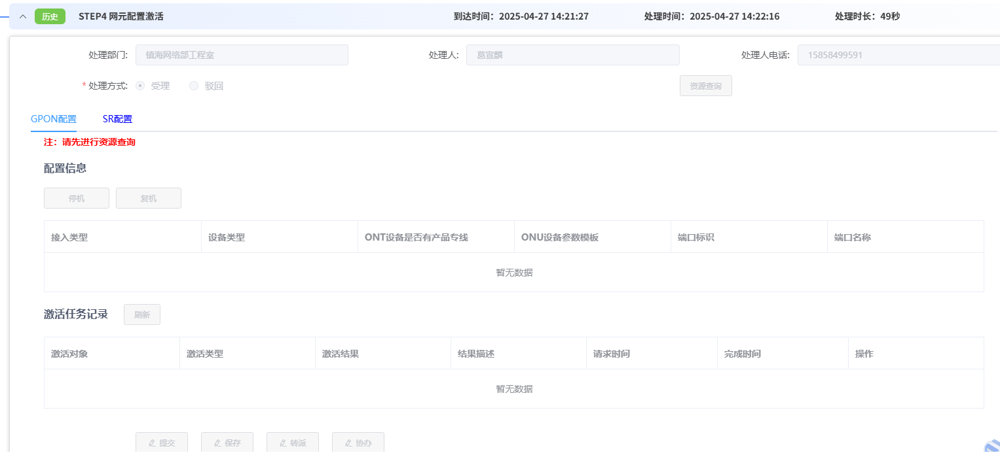 历史 STEP4 网元配置激活 到达时间：2025-04-27 14:21:27 处理时间：2025-04-27 14:22:16 处理时长：49秒
处理部门: 镇海网络部工程室 处理人: 葛宣麟 处理人电话: 15858499591
* 处理方式: 受理 驳回 资源查询
GPON配置 SR配置
注：请先进行资源查询
配置信息
停机 复机
接入类型 设备类型 ONT设备是否有产品专线 ONU设备参数模板 端口标识 端口名称
暂无数据
激活任务记录 刷新
激活对象 激活类型 激活结果 结果描述 请求时间 完成时间 操作
暂无数据
提交 保存 转派 协办